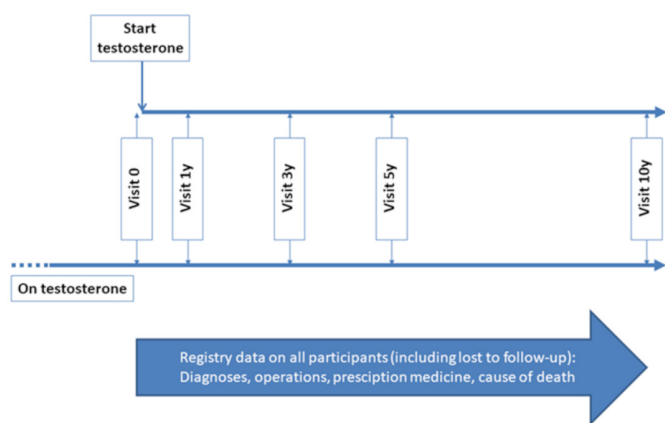 Start
testosterone
Visit 0
Visit 1y
Visit 3y
Visit 5y
Visit 10y
On testosterone
Registry data on all participants (including lost to follow-up):
Diagnoses, operations, presciption medicine, cause of death